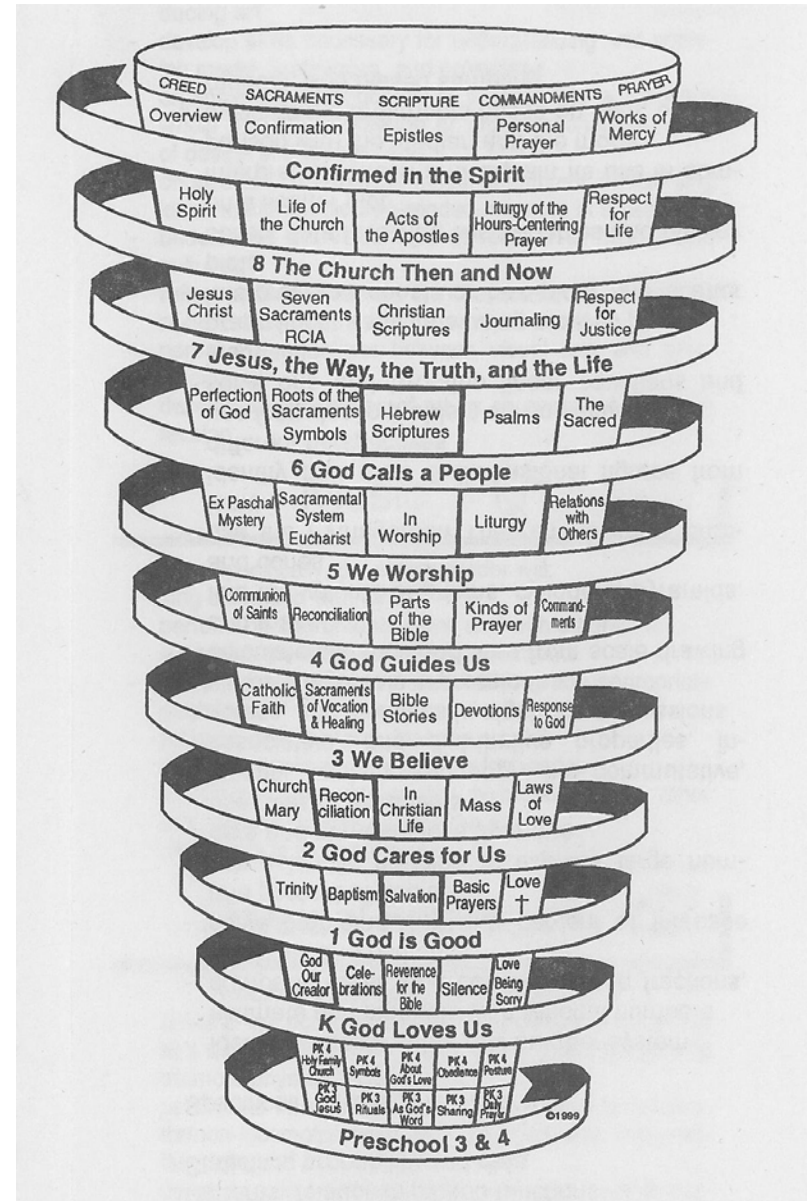 CREED SACRAMENTS SCRIPTURE COMMANDMENTS PRAYER
Overview
Confirmation
Epistles
Personal
Prayer
Works of
Mercy
Confirmed in the Spirit
Holy
Spirit
Life of
the Church
Acts of
the Apostles
Liturgy of the
Hours-Centering
Prayer
Respect
for
Life
8 The Church Then and Now
Jesus
Christ
Seven
Sacraments
RCIA
Christian
Scriptures
Journaling
Respect
for
Justice
7 Jesus, the Way, the Truth, and the Life
Perfection
of God
Roots of the
Sacraments
Symbols
Hebrew
Scriptures
Psalms
The
Sacred
6 God Calls a People
Ex Paschal
Mystery
Sacramental
System
Eucharist
In
Worship
Liturgy
Relations
with
Others
5 We Worship
Communion
of Saints
Reconciliation
Parts
of the
Bible
Kinds of
Prayer
Command-
ments
4 God Guides Us
Catholic
Faith
Sacraments
of Vocation
& Healing
Bible
Stories
Devotions
Response
to God
3 We Believe
Church
Mary
Recon-
ciliation
In
Christian
Life
Mass
Laws
of
Love
2 God Cares for Us
Trinity
Baptism
Salvation
Basic
Prayers
Love
✝
1 God is Good
God
Our
Creator
Cele-
brations
Reverence
for the
Bible
Silence
Love
Being
Sorry
K God Loves Us
PK 4
Holy Family
Church
PK 4
Symbols
PK 4
About
God's Love
PK 4
Obedience
PK 4
Posture
PK 3
God,
Jesus
PK 3
Rituals
PK 3
As God's
Word
PK 3
Sharing
PK 3
Daily
Prayer
©1999
Preschool 3 & 4